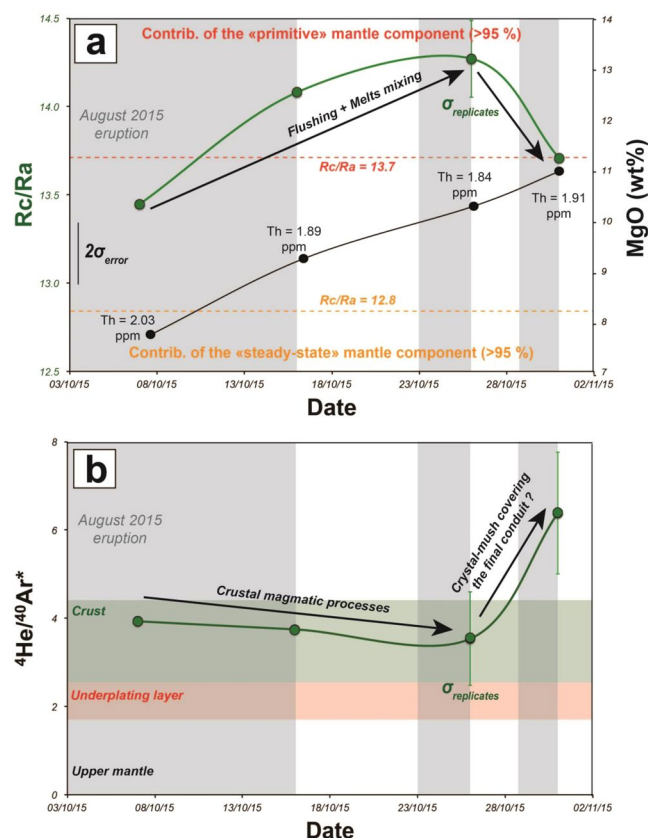 a
Contrib. of the «primitive» mantle component (>95 %)
14.5
14.0
13.5
13.0
12.5
Rc/Ra
August 2015
eruption
Flushing + Melts mixing
σreplicates
Rc/Ra = 13.7
2σerror
Th = 2.03
ppm
Th = 1.89
ppm
Th = 1.84
ppm
Th = 1.91
ppm
Rc/Ra = 12.8
Contrib. of the «steady-state» mantle component (>95 %)
14
13
12
11
10
9
8
7
MgO (wt%)
03/10/15 08/10/15 13/10/15 18/10/15 23/10/15 28/10/15 02/11/15
Date
b
8
6
4
2
0
4He/40Ar*
August 2015
eruption
Crystal-mush covering
the final conduit ?
Crustal magmatic processes
Crust
σreplicates
Underplating layer
Upper mantle
03/10/15 08/10/15 13/10/15 18/10/15 23/10/15 28/10/15 02/11/15
Date